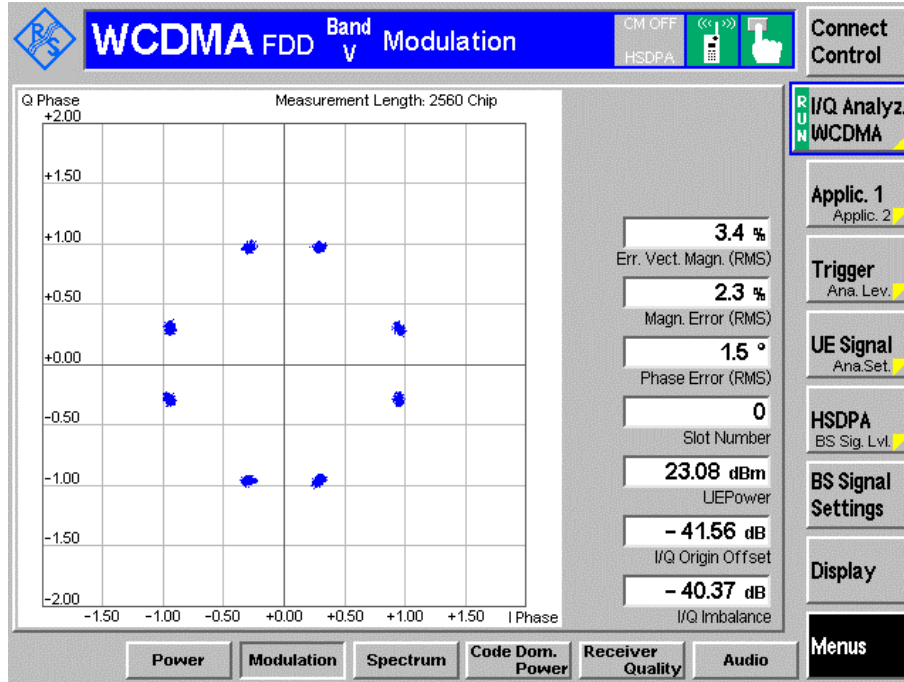 R S
WCDMA FDD Band V Modulation
CM OFF
HSDPA
Connect Control
Q Phase
Measurement Length: 2560 Chip
+2.00
+1.50
+1.00
+0.50
+0.00
-0.50
-1.00
-1.50
-2.00
-1.50 -1.00 -0.50 +0.00 +0.50 +1.00 +1.50 I Phase
3.4 %
Err. Vect. Magn. (RMS)
2.3 %
Magn. Error (RMS)
1.5 °
Phase Error (RMS)
0
Slot Number
23.08 dBm
UEPower
- 41.56 dB
I/Q Origin Offset
- 40.37 dB
I/Q Imbalance
RUN
I/Q Analyz.
WCDMA
Applic. 1
Applic. 2
Trigger
Ana. Lev.
UE Signal
Ana.Set.
HSDPA
BS Sig. Lvl.
BS Signal
Settings
Display
Menus
Power
Modulation
Spectrum
Code Dom.
Power
Receiver
Quality
Audio